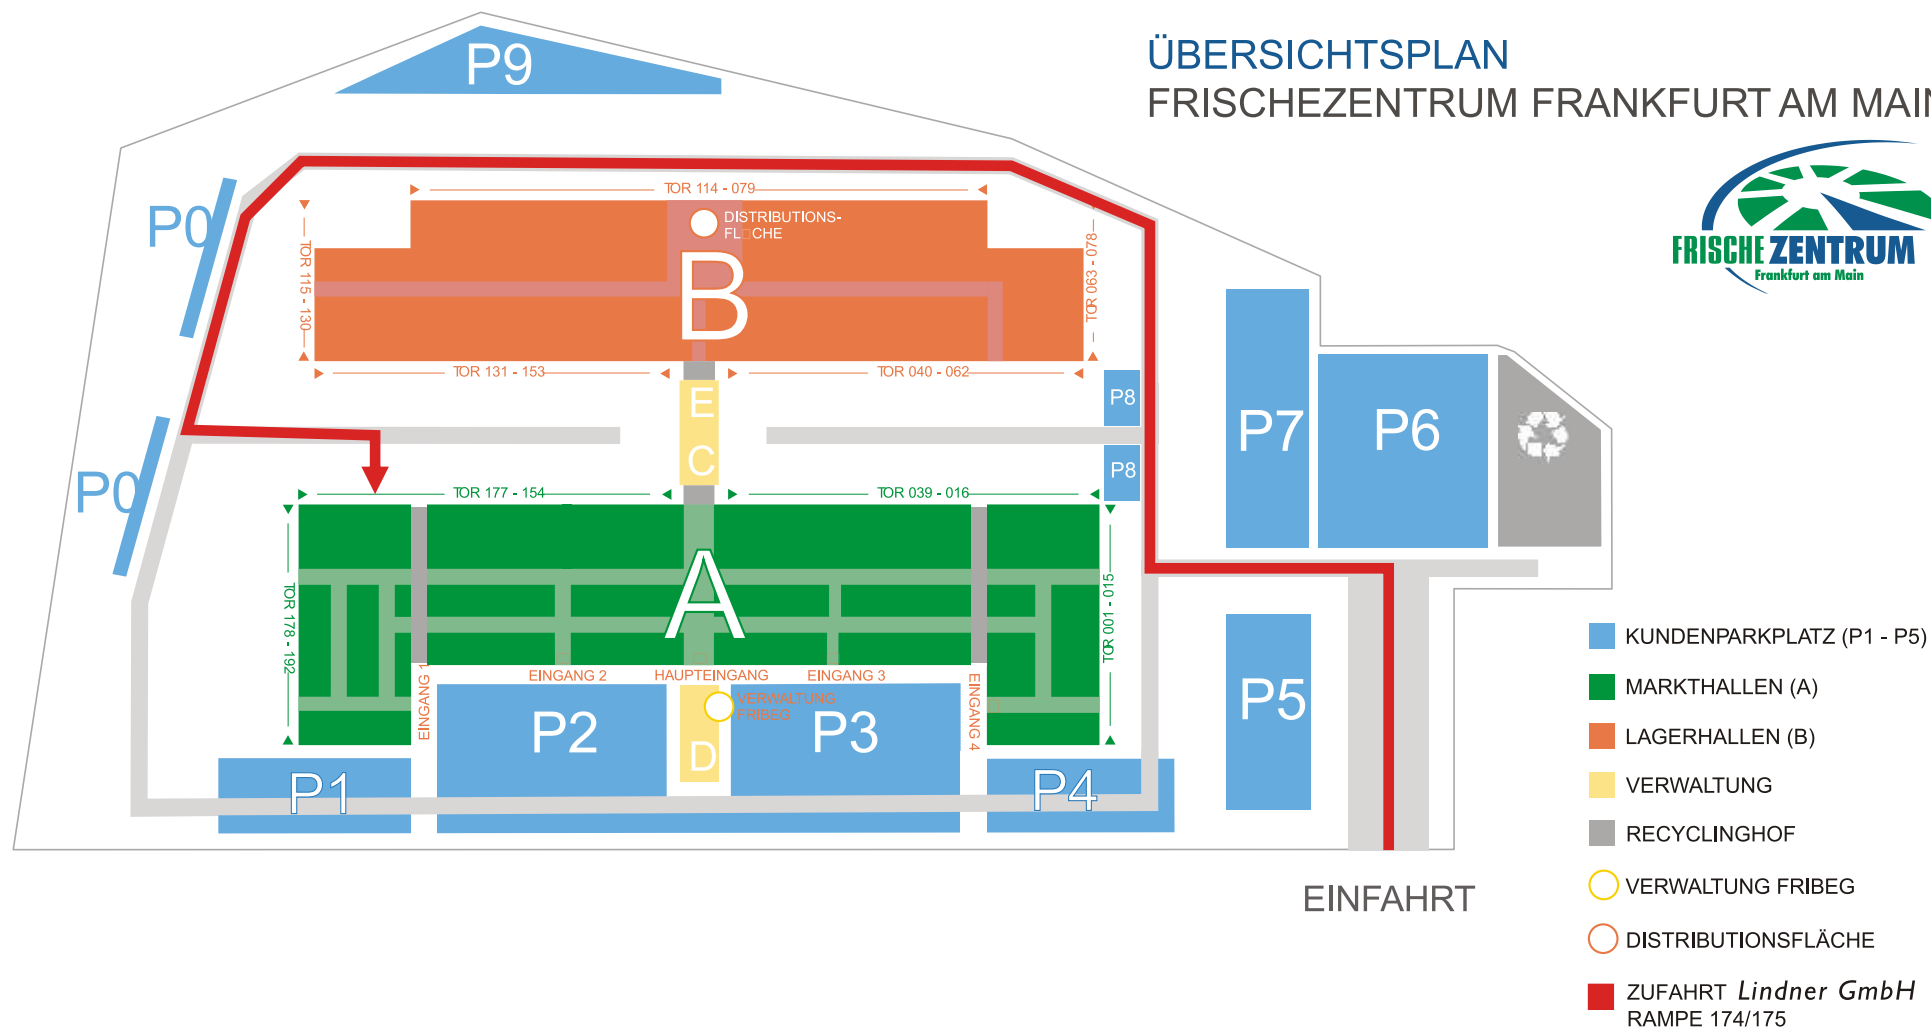 ÜBERSICHTSPLAN
FRISCHEZENTRUM FRANKFURT AM MAIN
FRISCHE ZENTRUM
Frankfurt am Main
P9
P0
TOR 114 - 079
DISTRIBUTIONS-
FL□CHE
TOR 115 - 130
B
TOR 063 - 078
TOR 131 - 153
TOR 040 - 062
E
C
P8
P8
P7
P6
P0
TOR 177 - 154
TOR 039 - 016
TOR 178 - 192
A
TOR 001 - 015
EINGANG 1
EINGANG 2
HAUPTEINGANG
EINGANG 3
EINGANG 4
VERWALTUNG
FRIBEG
P2
D
P3
P5
P1
P4
EINFAHRT
KUNDENPARKPLATZ (P1 - P5)
MARKTHALLEN (A)
LAGERHALLEN (B)
VERWALTUNG
RECYCLINGHOF
VERWALTUNG FRIBEG
DISTRIBUTIONSFLÄCHE
ZUFAHRT Lindner GmbH
RAMPE 174/175